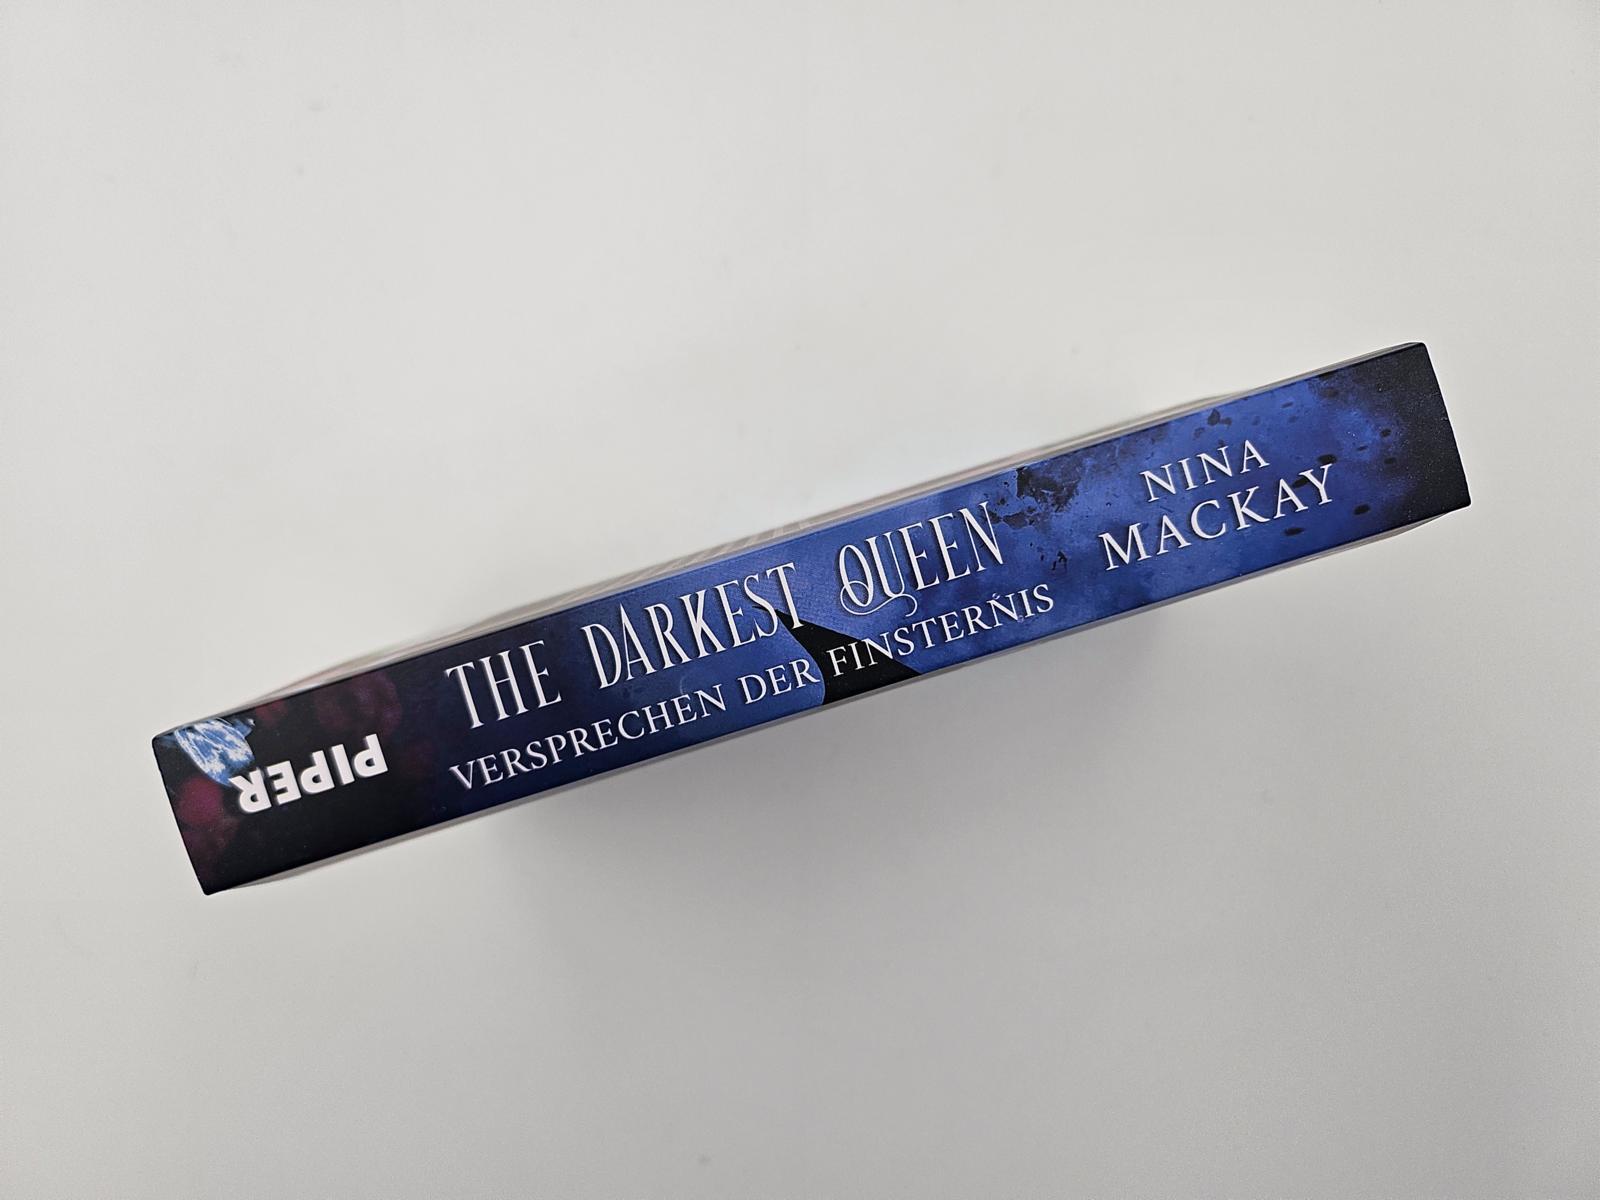 THE DARKEST QUEEN
VERSPRECHEN DER FINSTERNIS
NINA
MACKAY
PIPER